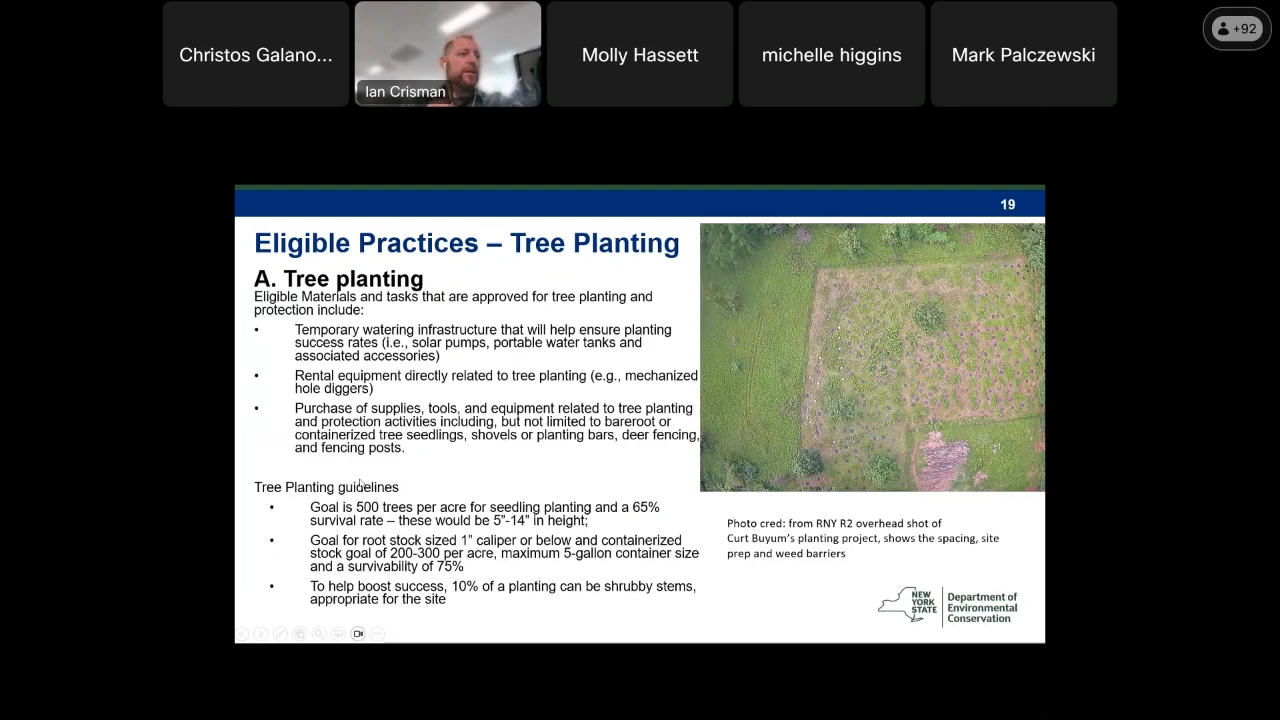 Christos Galano...
Ian Crisman
Molly Hassett
michelle higgins
Mark Palczewski
+92
19
Eligible Practices – Tree Planting
A. Tree planting
Eligible Materials and tasks that are approved for tree planting and
protection include:
• Temporary watering infrastructure that will help ensure planting
success rates (i.e., solar pumps, portable water tanks and
associated accessories)
• Rental equipment directly related to tree planting (e.g., mechanized
hole diggers)
• Purchase of supplies, tools, and equipment related to tree planting
and protection activities including, but not limited to bareroot or
containerized tree seedlings, shovels or planting bars, deer fencing,
and fencing posts.
Tree Planting guidelines
• Goal is 500 trees per acre for seedling planting and a 65%
survival rate – these would be 5”-14” in height;
• Goal for root stock sized 1” caliper or below and containerized
stock goal of 200-300 per acre, maximum 5-gallon container size
and a survivability of 75%
• To help boost success, 10% of a planting can be shrubby stems,
appropriate for the site
Photo cred: from RNY R2 overhead shot of
Curt Buyum’s planting project, shows the spacing, site
prep and weed barriers
NEW
YORK
STATE
Department of
Environmental
Conservation